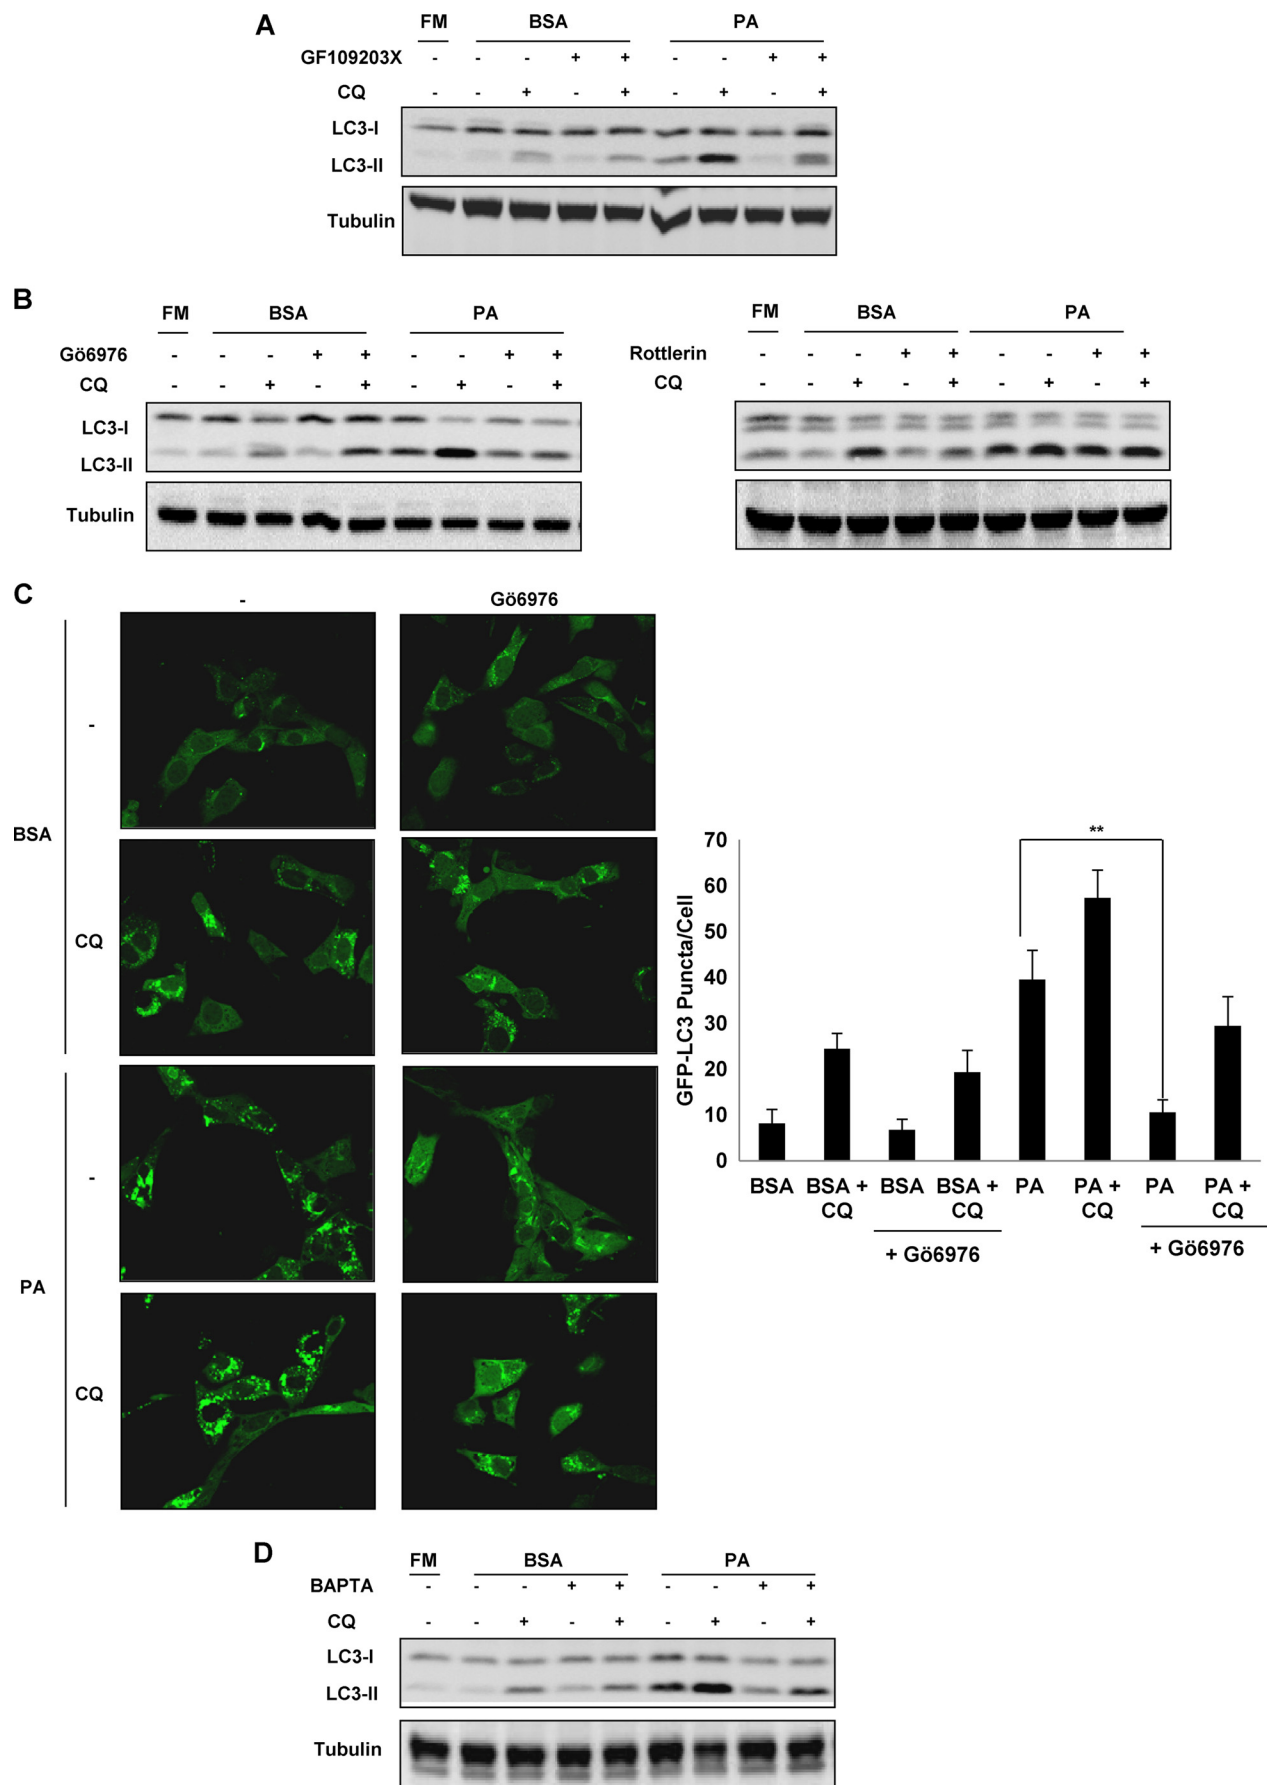 A
FM BSA PA
GF109203X - - - + + - - + +
CQ - - + - + - + - +
LC3-I
LC3-II
Tubulin
B
FM BSA PA
Gö6976 - - - + + - - + +
CQ - - + - + - + - +
LC3-I
LC3-II
Tubulin
FM BSA PA
Rottlerin - - - + + - - + +
CQ - - + - + - + - +
C
- Gö6976
BSA
-
CQ
PA
-
CQ
GFP-LC3 Puncta/Cell
70
60
50
40
30
20
10
0
**
BSA BSA + CQ BSA BSA + CQ PA PA + CQ PA PA + CQ
+ Gö6976 + Gö6976
D
FM BSA PA
BAPTA - - - + + - - + +
CQ - - + - + - + - +
LC3-I
LC3-II
Tubulin